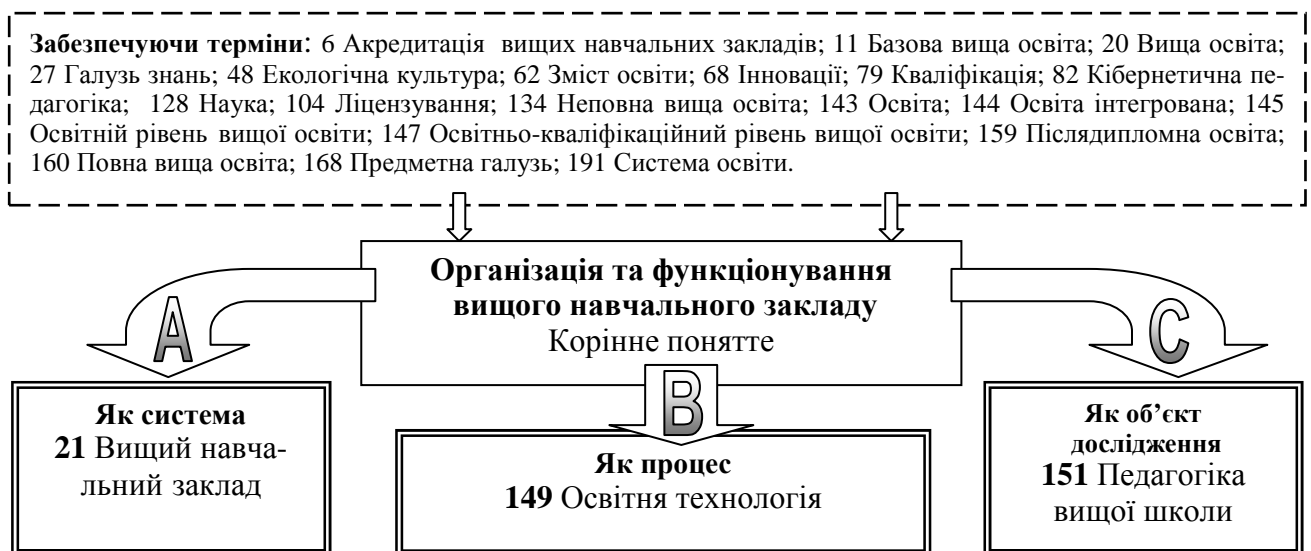 Забезпечуючи терміни: 6 Акредитація вищих навчальних закладів; 11 Базова вища освіта; 20 Вища освіта;
27 Галузь знань; 48 Екологічна культура; 62 Зміст освіти; 68 Інновації; 79 Кваліфікація; 82 Кібернетична пе-
дагогіка; 128 Наука; 104 Ліцензування; 134 Неповна вища освіта; 143 Освіта; 144 Освіта інтегрована; 145
Освітній рівень вищої освіти; 147 Освітньо-кваліфікаційний рівень вищої освіти; 159 Післядипломна освіта;
160 Повна вища освіта; 168 Предметна галузь; 191 Система освіти.
Організація та функціонування
вищого навчального закладу
Корінне понятте
A
B
C
Як система
21 Вищий навча-
льний заклад
Як процес
149 Освітня технологія
Як об’єкт
дослідження
151 Педагогіка
вищої школи